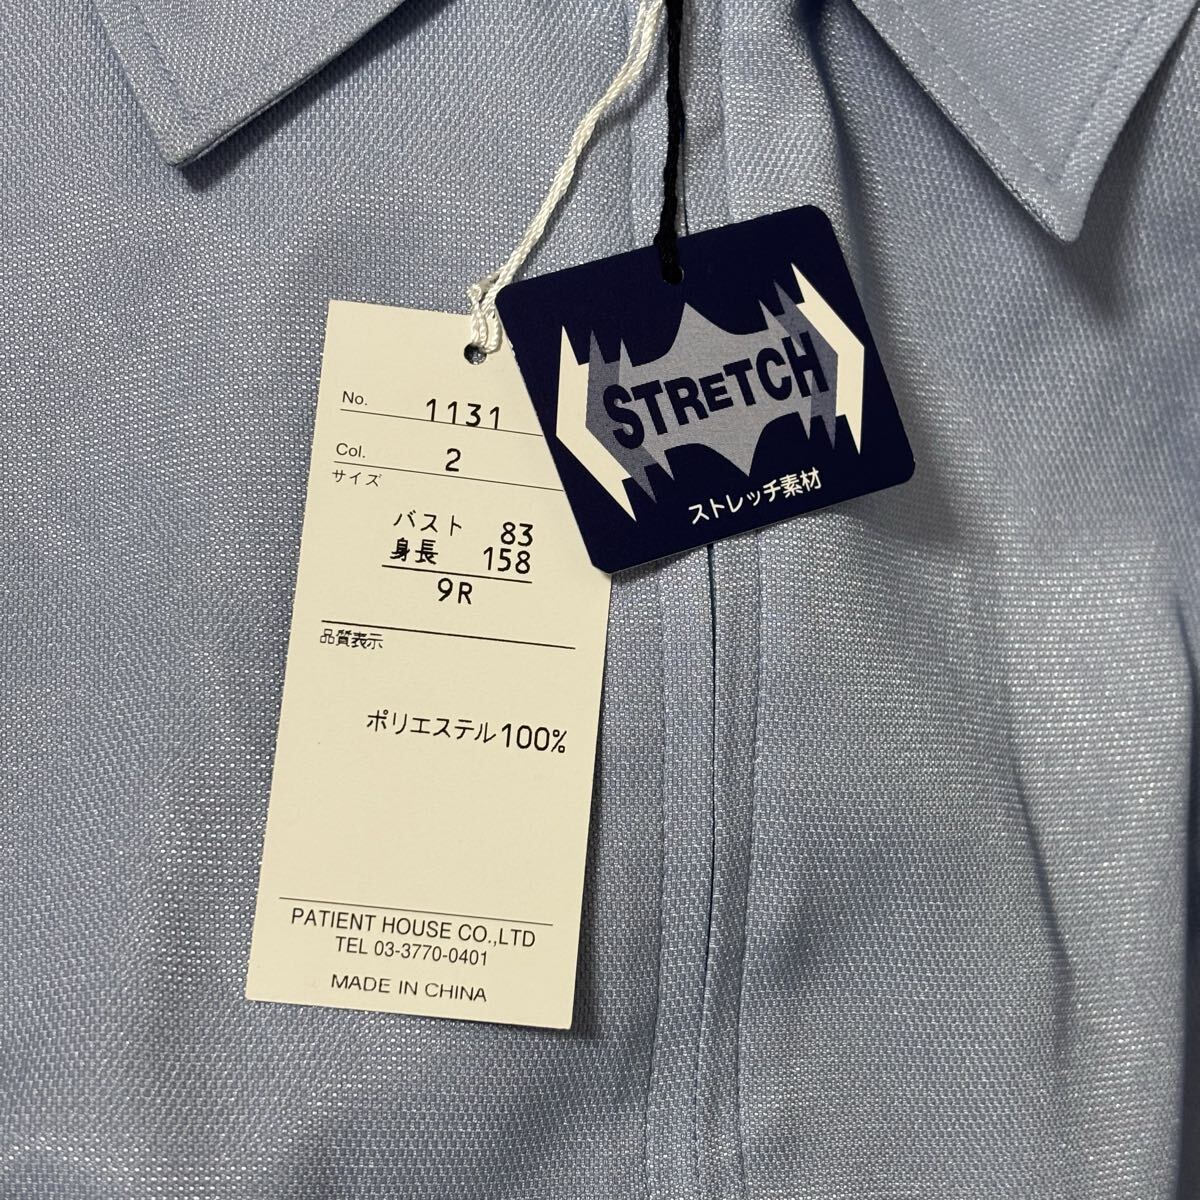 No. 1131
Col. 2
サイズ
バスト 83
身長 158
9R
品質表示
ポリエステル100%
PATIENT HOUSE CO.,LTD
TEL 03-3770-0401
MADE IN CHINA
STRETCH
ストレッチ素材